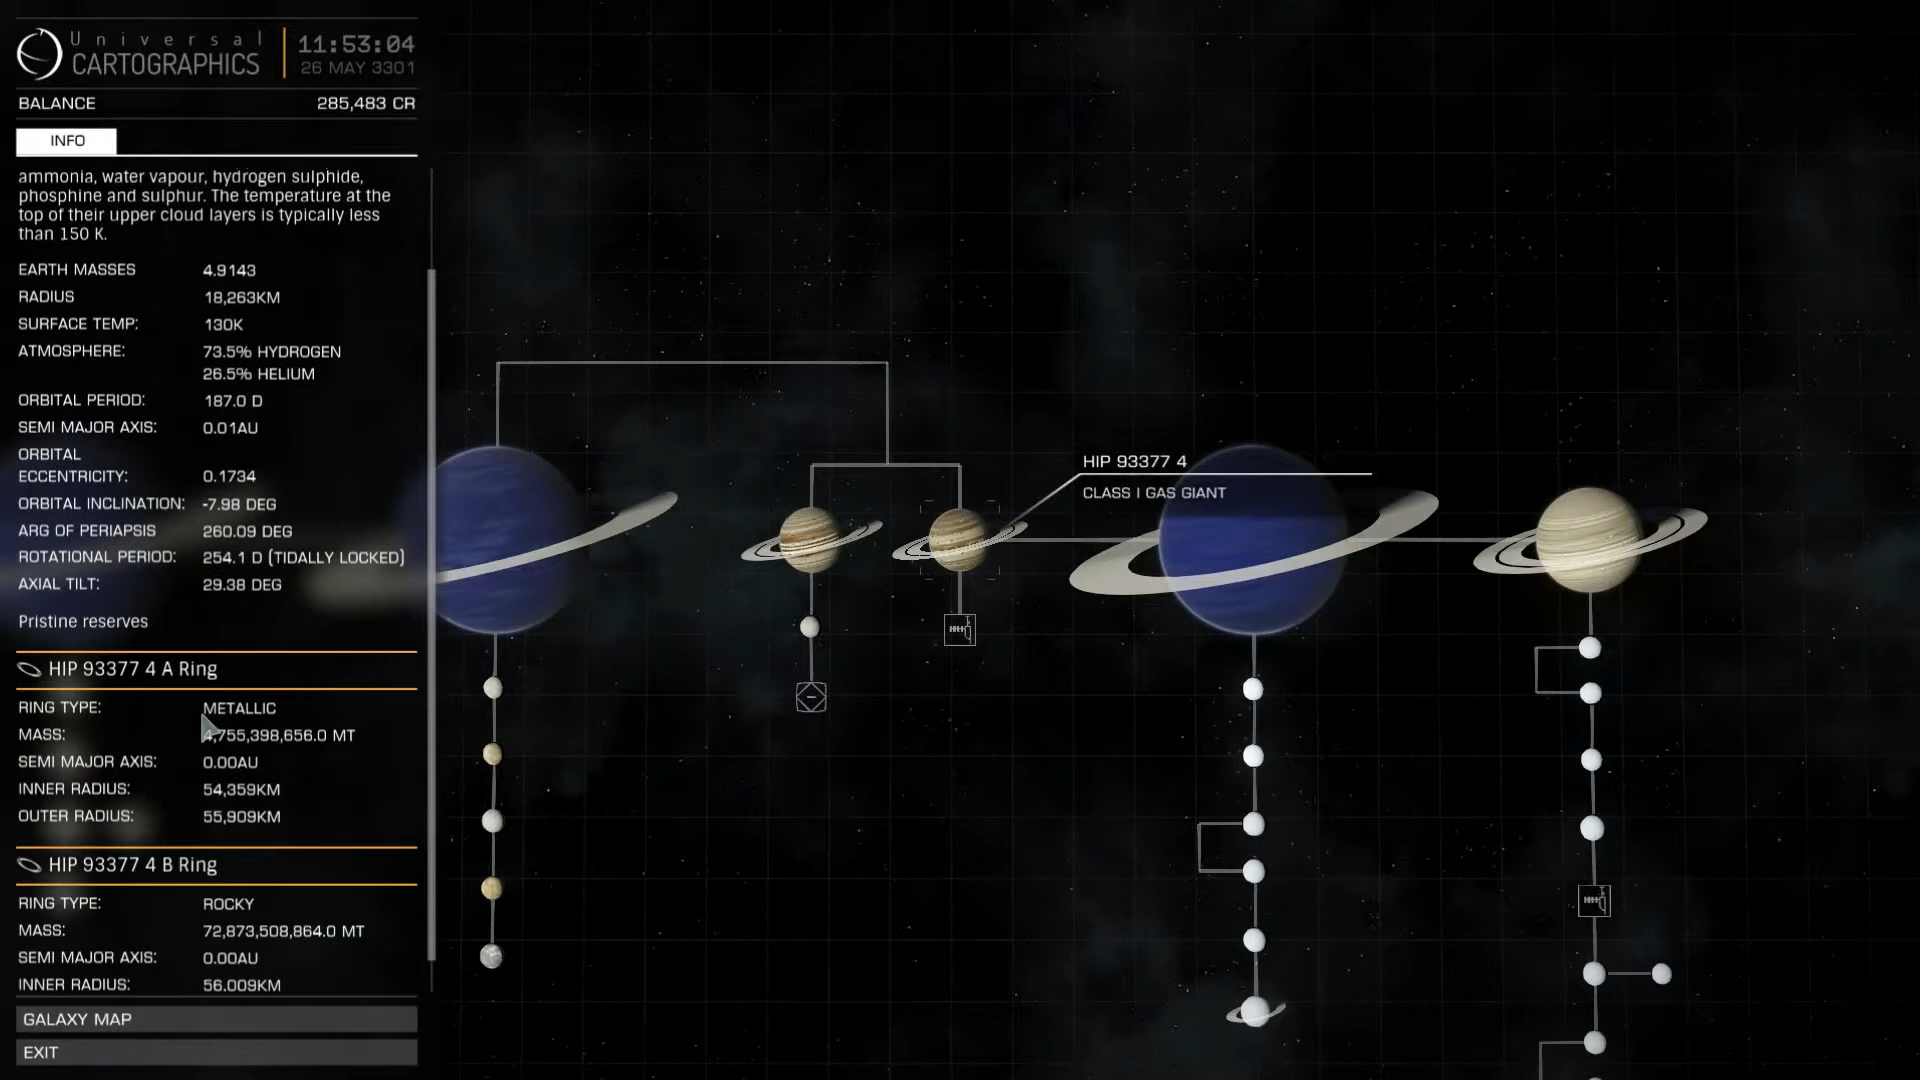 Universal
CARTOGRAPHICS
11:53:04
26 MAY 3301
BALANCE 285,483 CR
INFO
ammonia, water vapour, hydrogen sulphide,
phosphine and sulphur. The temperature at the
top of their upper cloud layers is typically less
than 150 K.
EARTH MASSES 4.9143
RADIUS 18,263KM
SURFACE TEMP: 130K
ATMOSPHERE: 73.5% HYDROGEN
26.5% HELIUM
ORBITAL PERIOD: 187.0 D
SEMI MAJOR AXIS: 0.01AU
ORBITAL
ECCENTRICITY: 0.1734
ORBITAL INCLINATION: -7.98 DEG
ARG OF PERIAPSIS 260.09 DEG
ROTATIONAL PERIOD: 254.1 D (TIDALLY LOCKED)
AXIAL TILT: 29.38 DEG
Pristine reserves
HIP 93377 4 A Ring
RING TYPE: METALLIC
MASS: 4,755,398,656.0 MT
SEMI MAJOR AXIS: 0.00AU
INNER RADIUS: 54,359KM
OUTER RADIUS: 55,909KM
HIP 93377 4 B Ring
RING TYPE: ROCKY
MASS: 72,873,508,864.0 MT
SEMI MAJOR AXIS: 0.00AU
INNER RADIUS: 56,009KM
GALAXY MAP
EXIT
HIP 93377 4
CLASS I GAS GIANT